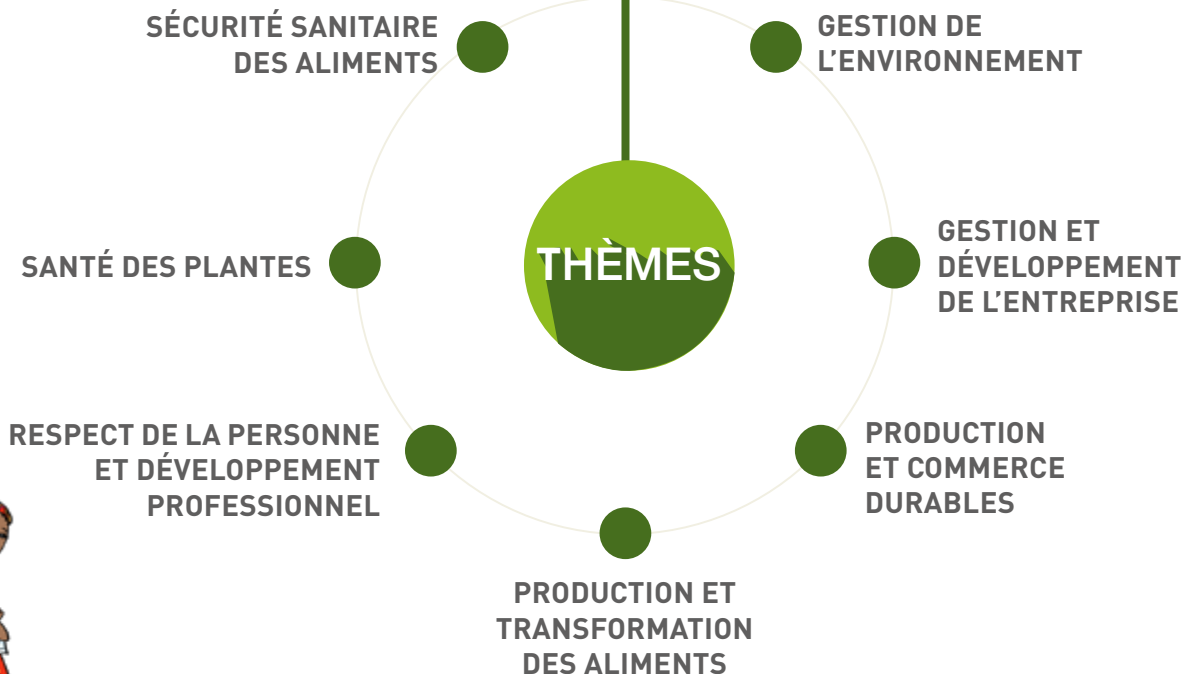 SÉCURITÉ SANITAIRE
DES ALIMENTS
GESTION DE
L'ENVIRONNEMENT
THÈMES
SANTÉ DES PLANTES
GESTION ET
DÉVELOPPEMENT
DE L'ENTREPRISE
RESPECT DE LA PERSONNE
ET DÉVELOPPEMENT
PROFESSIONNEL
PRODUCTION
ET COMMERCE
DURABLES
PRODUCTION ET
TRANSFORMATION
DES ALIMENTS